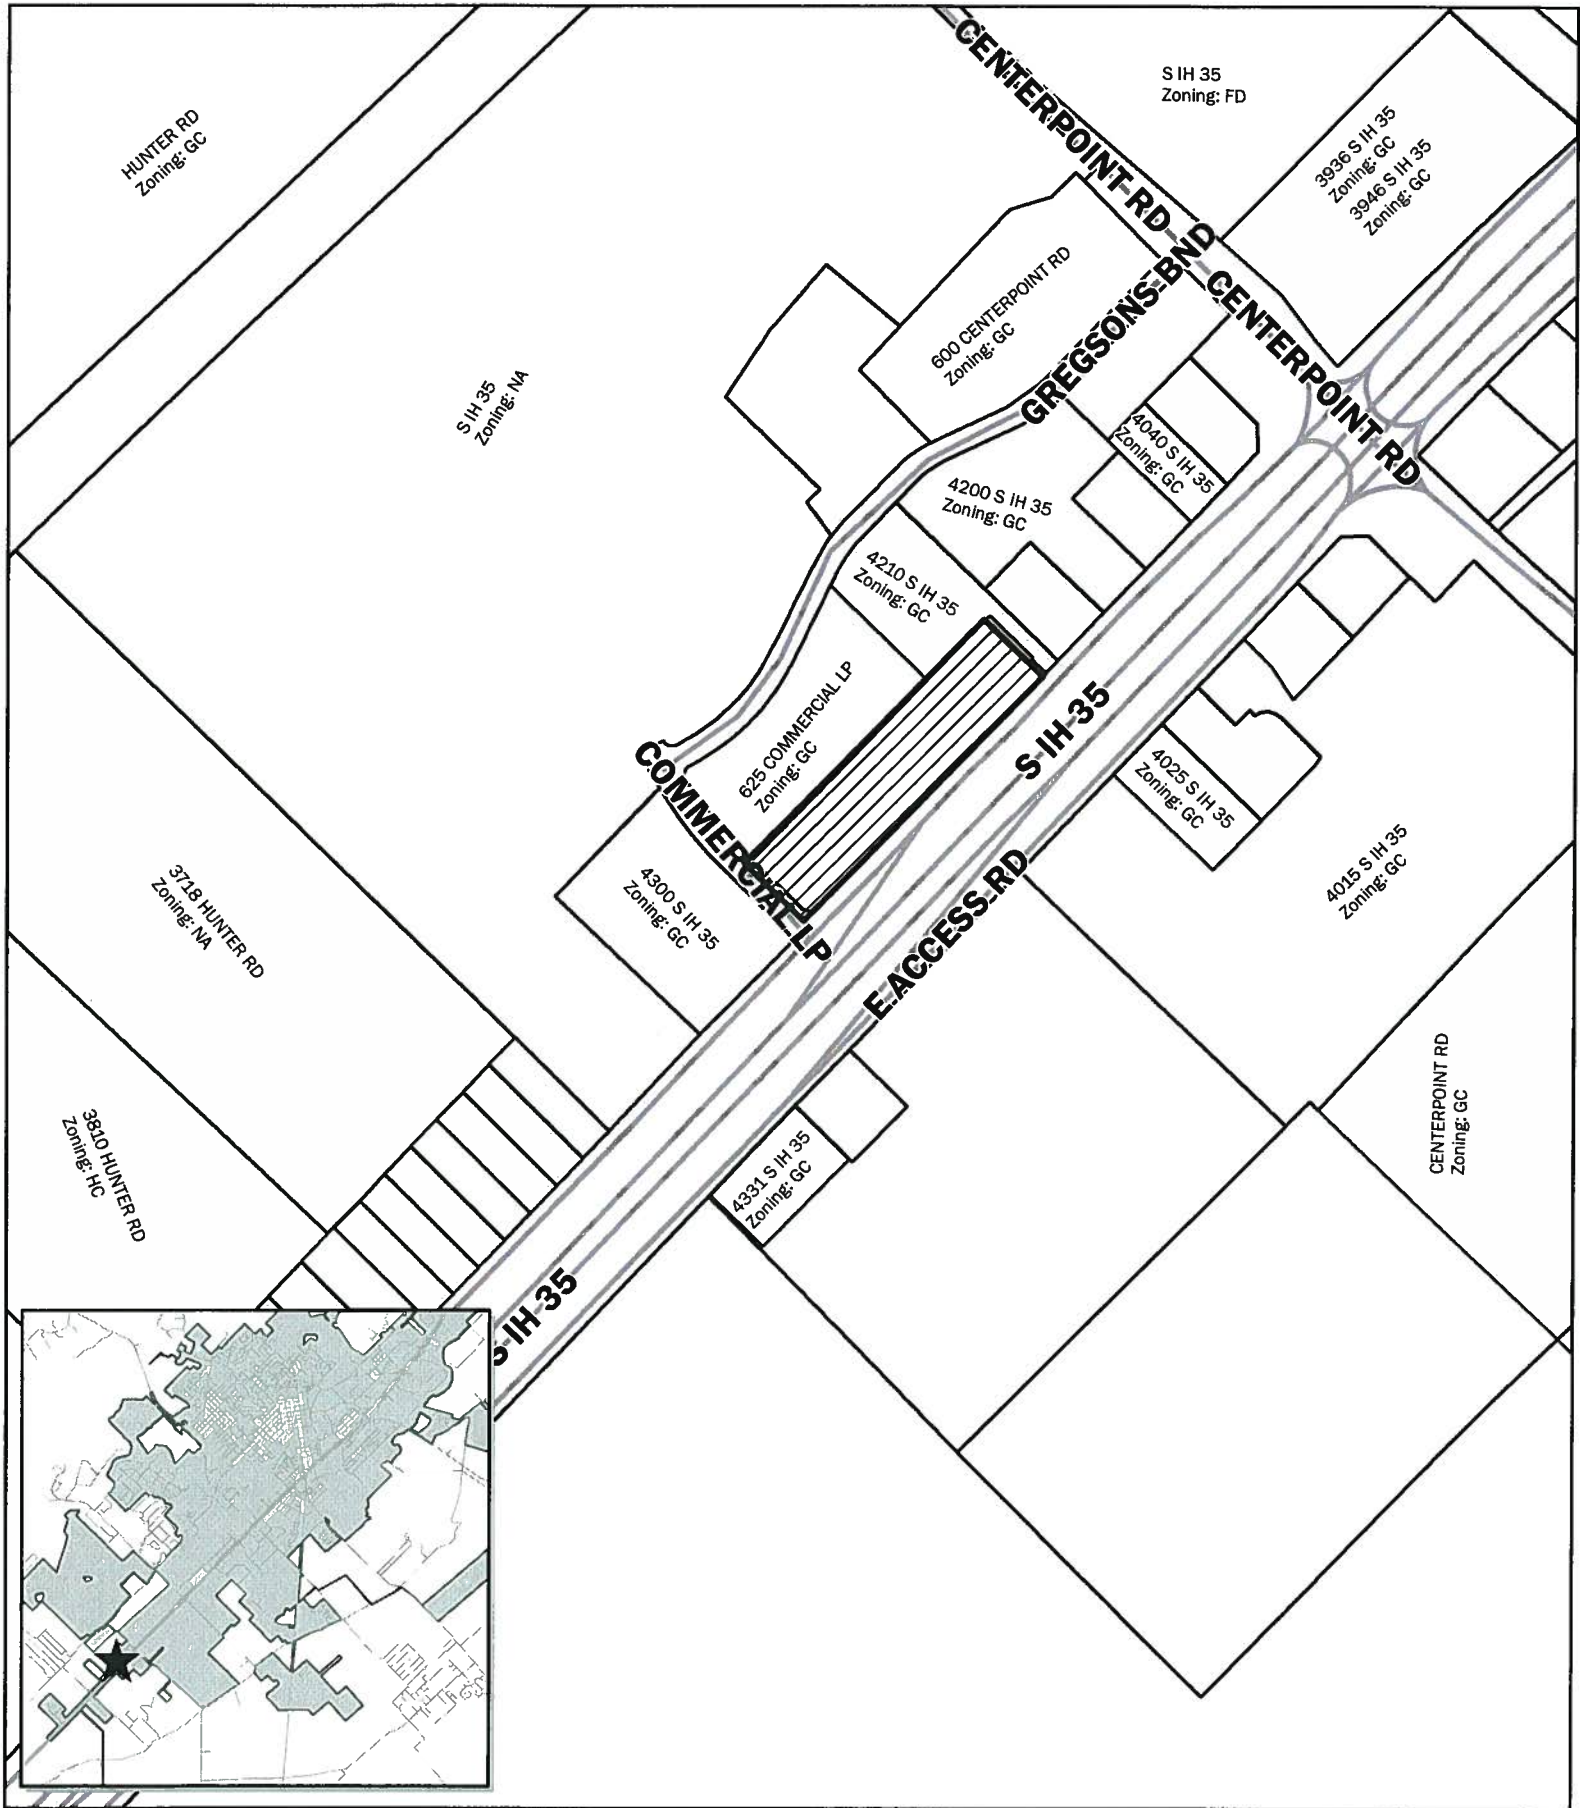 CENTERPOINT RD
S IH 35
Zoning: FD
HUNTER RD
Zoning: GC
3936 S IH 35
Zoning: GC
3946 S IH 35
Zoning: GC
GREGSONS BND
CENTERPOINT RD
600 CENTERPOINT RD
Zoning: GC
S IH 35
Zoning: NA
4040 S IH 35
Zoning: GC
4200 S IH 35
Zoning: GC
4210 S IH 35
Zoning: GC
625 COMMERCIAL LP
Zoning: GC
S IH 35
COMMERCIAL LP
4025 S IH 35
Zoning: GC
4300 S IH 35
Zoning: GC
E ACCESS RD
4015 S IH 35
Zoning: GC
3718 HUNTER RD
Zoning: NA
CENTERPOINT RD
Zoning: GC
3810 HUNTER RD
Zoning: HC
4331 S IH 35
Zoning: GC
S IH 35